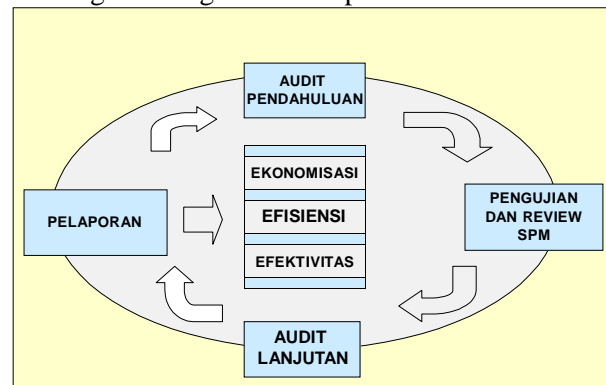 AUDIT
PENDAHULUAN
EKONOMISASI
EFISIENSI
EFEKTIVITAS
PELAPORAN
PENGUJIAN
DAN REVIEW
SPM
AUDIT
LANJUTAN